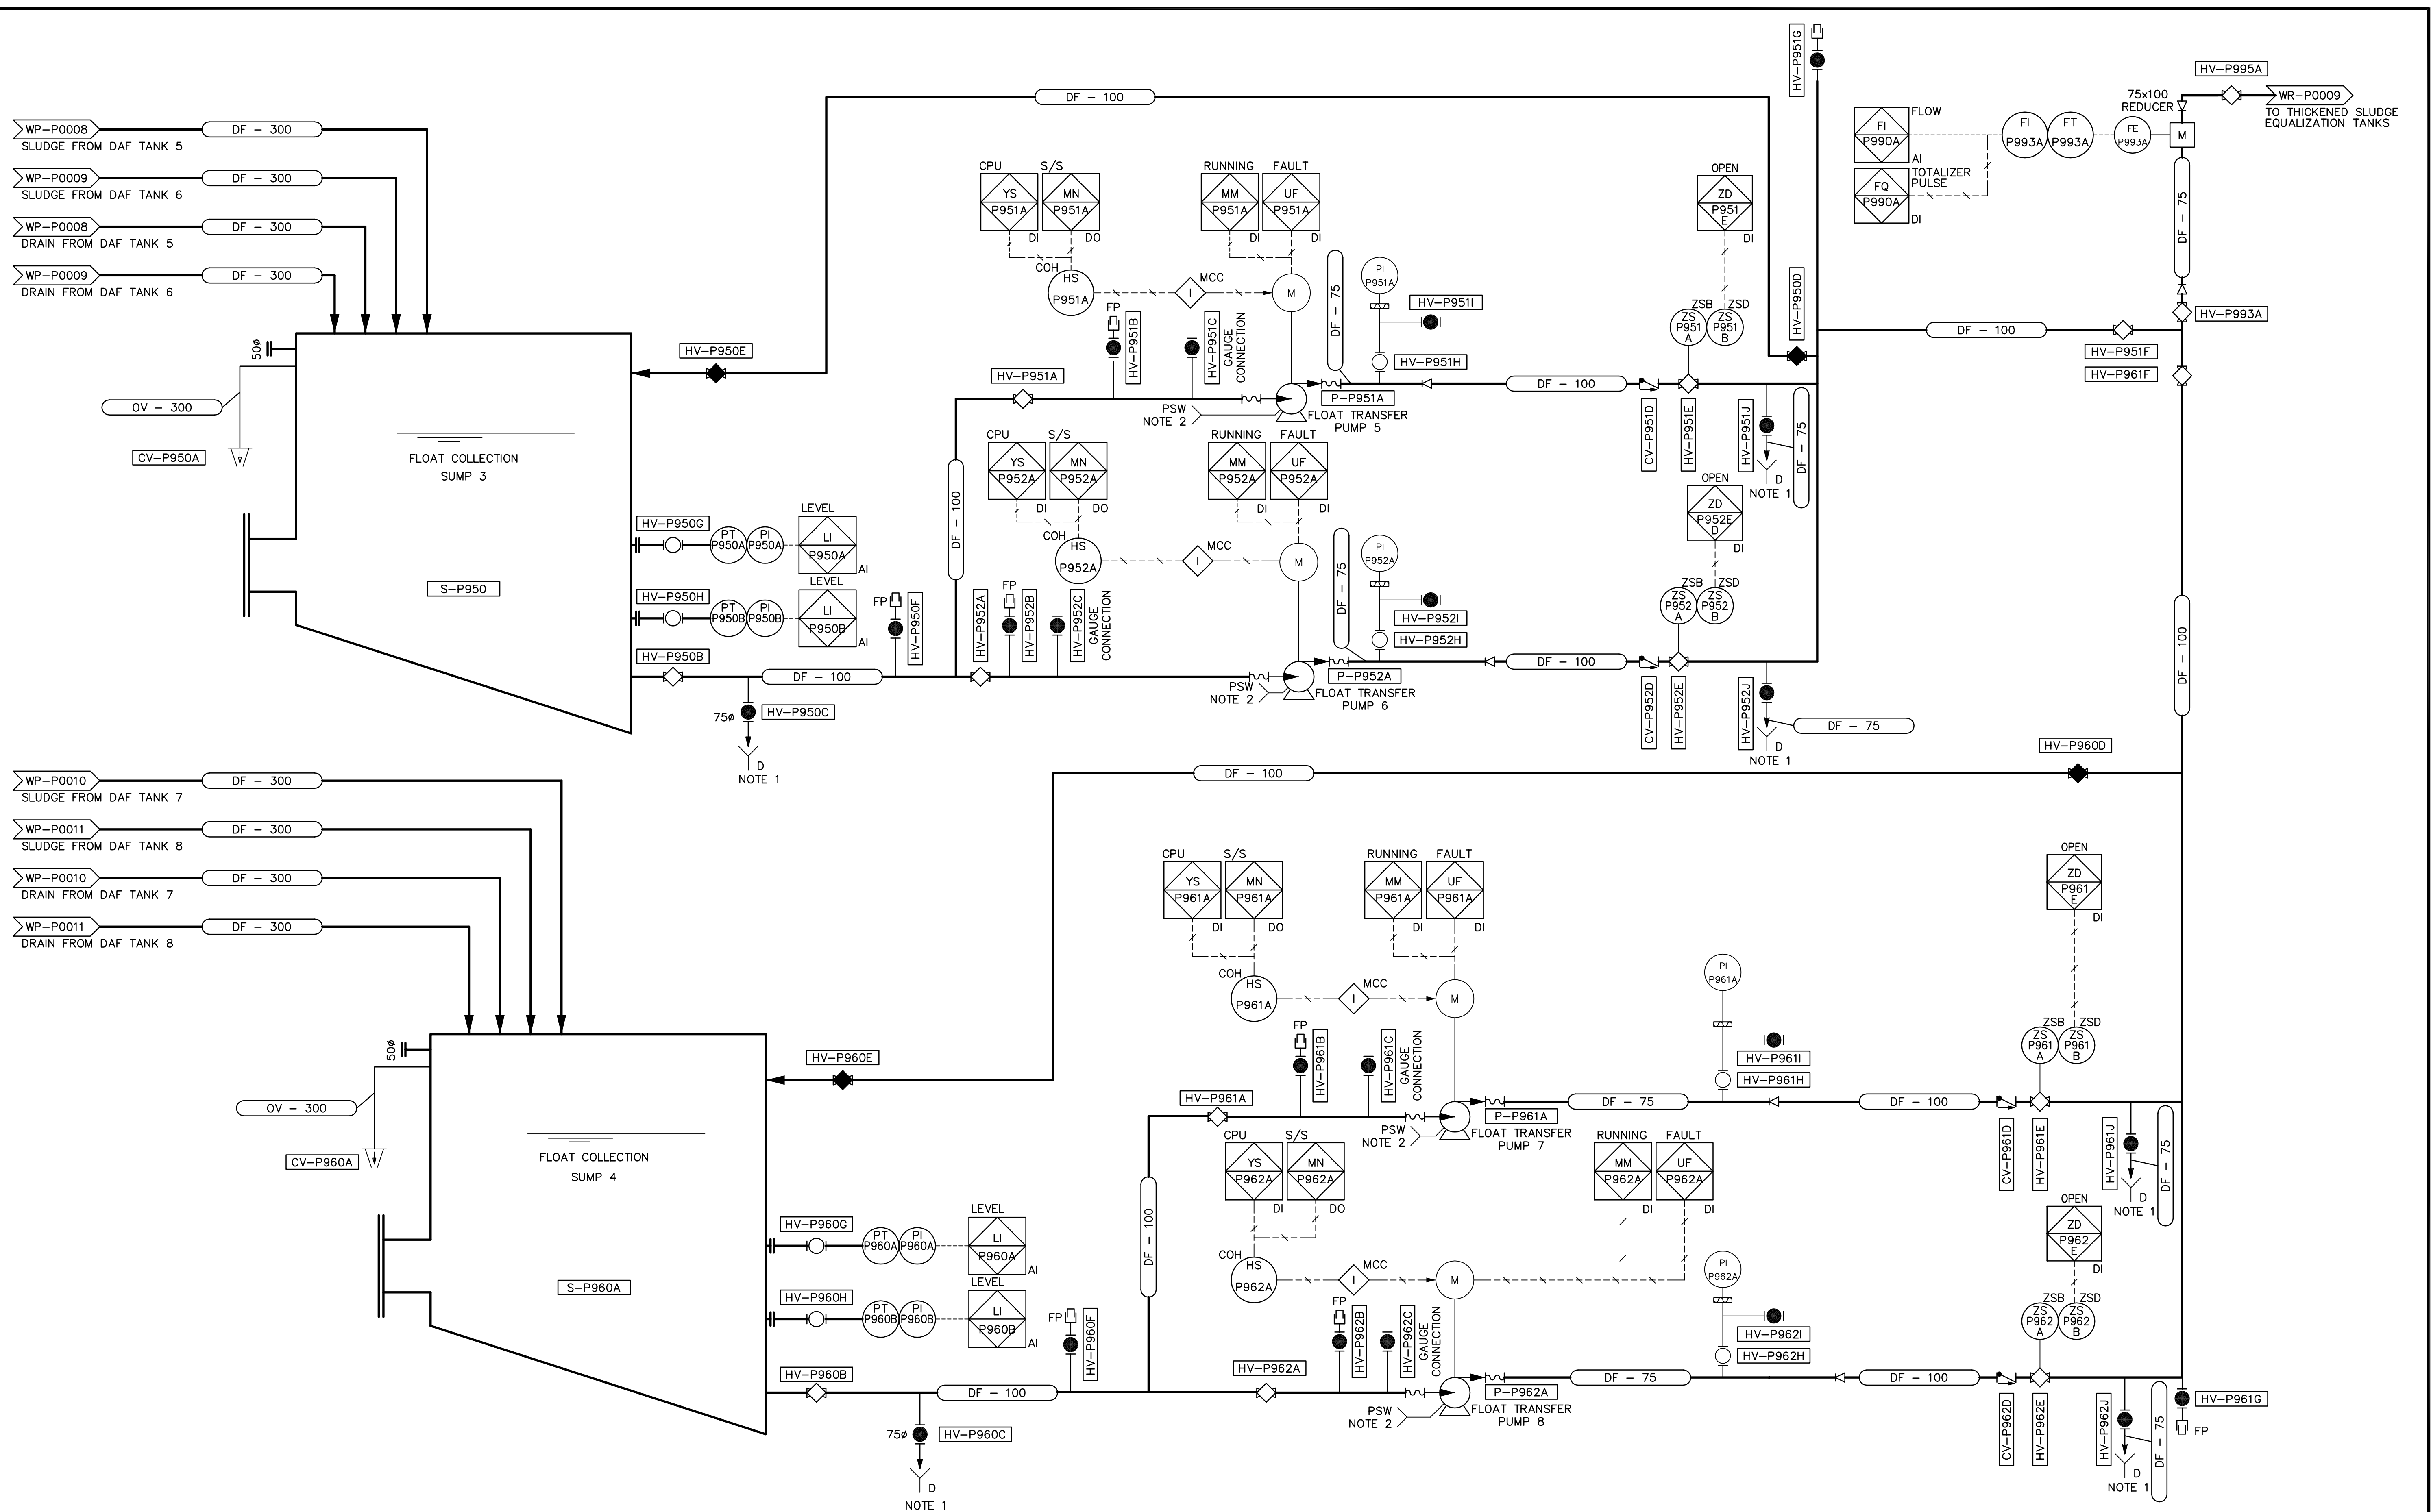 WP-P0008
DF - 300
SLUDGE FROM DAF TANK 5
WP-P0009
DF - 300
SLUDGE FROM DAF TANK 6
WP-P0008
DF - 300
DRAIN FROM DAF TANK 5
WP-P0009
DF - 300
DRAIN FROM DAF TANK 6
50ø
OV - 300
CV-P950A
FLOAT COLLECTION
SUMP 3
S-P950
HV-P950E
DF - 100
HV-P950G
PT
P950A
PI
P950A
LEVEL
LI
P950A
AI
HV-P950H
PT
P950B
PI
P950B
LEVEL
LI
P950B
AI
HV-P950B
75ø
HV-P950C
D
NOTE 1
DF - 100
FP
HV-P950F
DF - 100
HV-P951A
CPU
YS
P951A
DI
S/S
MN
P951A
DO
COH
HS
P951A
I
MCC
RUNNING
MM
P951A
DI
FAULT
UF
P951A
DI
M
FP
HV-P951B
HV-P951C
GAUGE
CONNECTION
PSW
NOTE 2
P-P951A
FLOAT TRANSFER
PUMP 5
DF - 75
PI
P951A
HV-P951I
HV-P951H
DF - 100
OPEN
ZD
P951
E
DI
ZSB
ZSD
ZS
P951
A
ZS
P951
B
CV-P951D
HV-P951E
HV-P951J
DF - 75
D
NOTE 1
HV-P950D
HV-P951G
HV-P952A
FP
HV-P952B
HV-P952C
GAUGE
CONNECTION
CPU
YS
P952A
DI
S/S
MN
P952A
DO
COH
HS
P952A
I
MCC
RUNNING
MM
P952A
DI
FAULT
UF
P952A
DI
M
PSW
NOTE 2
P-P952A
FLOAT TRANSFER
PUMP 6
DF - 75
PI
P952A
HV-P952I
HV-P952H
DF - 100
OPEN
ZD
P952E
D
DI
ZSB
ZSD
ZS
P952
A
ZS
P952
B
CV-P952D
HV-P952E
HV-P952J
DF - 75
D
NOTE 1
FLOW
FI
P990A
AI
TOTALIZER
PULSE
FQ
P990A
DI
FI
P993A
FT
P993A
FE
P993A
M
75x100
REDUCER
HV-P995A
WR-P0009
TO THICKENED SLUDGE
EQUALIZATION TANKS
DF - 75
HV-P993A
DF - 100
HV-P951F
HV-P961F
DF - 100
WP-P0010
DF - 300
SLUDGE FROM DAF TANK 7
WP-P0011
DF - 300
SLUDGE FROM DAF TANK 8
WP-P0010
DF - 300
DRAIN FROM DAF TANK 7
WP-P0011
DF - 300
DRAIN FROM DAF TANK 8
50ø
OV - 300
CV-P960A
FLOAT COLLECTION
SUMP 4
S-P960A
HV-P960E
DF - 100
HV-P960D
HV-P960G
PT
P960A
PI
P960A
LEVEL
LI
P960A
AI
HV-P960H
PT
P960B
PI
P960B
LEVEL
LI
P960B
AI
HV-P960B
75ø
HV-P960C
D
NOTE 1
DF - 100
FP
HV-P960F
DF - 100
HV-P961A
CPU
YS
P961A
DI
S/S
MN
P961A
DO
COH
HS
P961A
I
MCC
RUNNING
MM
P961A
DI
FAULT
UF
P961A
DI
M
FP
HV-P961B
HV-P961C
GAUGE
CONNECTION
PSW
NOTE 2
P-P961A
FLOAT TRANSFER
PUMP 7
DF - 75
PI
P961A
HV-P961I
HV-P961H
DF - 100
OPEN
ZD
P961
E
DI
ZSB
ZSD
ZS
P961
A
ZS
P961
B
CV-P961D
HV-P961E
HV-P961J
DF - 75
D
NOTE 1
HV-P962A
CPU
YS
P962A
DI
S/S
MN
P962A
DO
COH
HS
P962A
I
MCC
M
RUNNING
MM
P962A
DI
FAULT
UF
P962A
DI
FP
HV-P962B
HV-P962C
GAUGE
CONNECTION
PSW
NOTE 2
P-P962A
FLOAT TRANSFER
PUMP 8
DF - 75
PI
P962A
HV-P962I
HV-P962H
DF - 100
OPEN
ZD
P962
E
DI
ZSB
ZSD
ZS
P962
A
ZS
P962
B
CV-P962D
HV-P962E
HV-P962J
DF - 75
D
NOTE 1
HV-P961G
FP